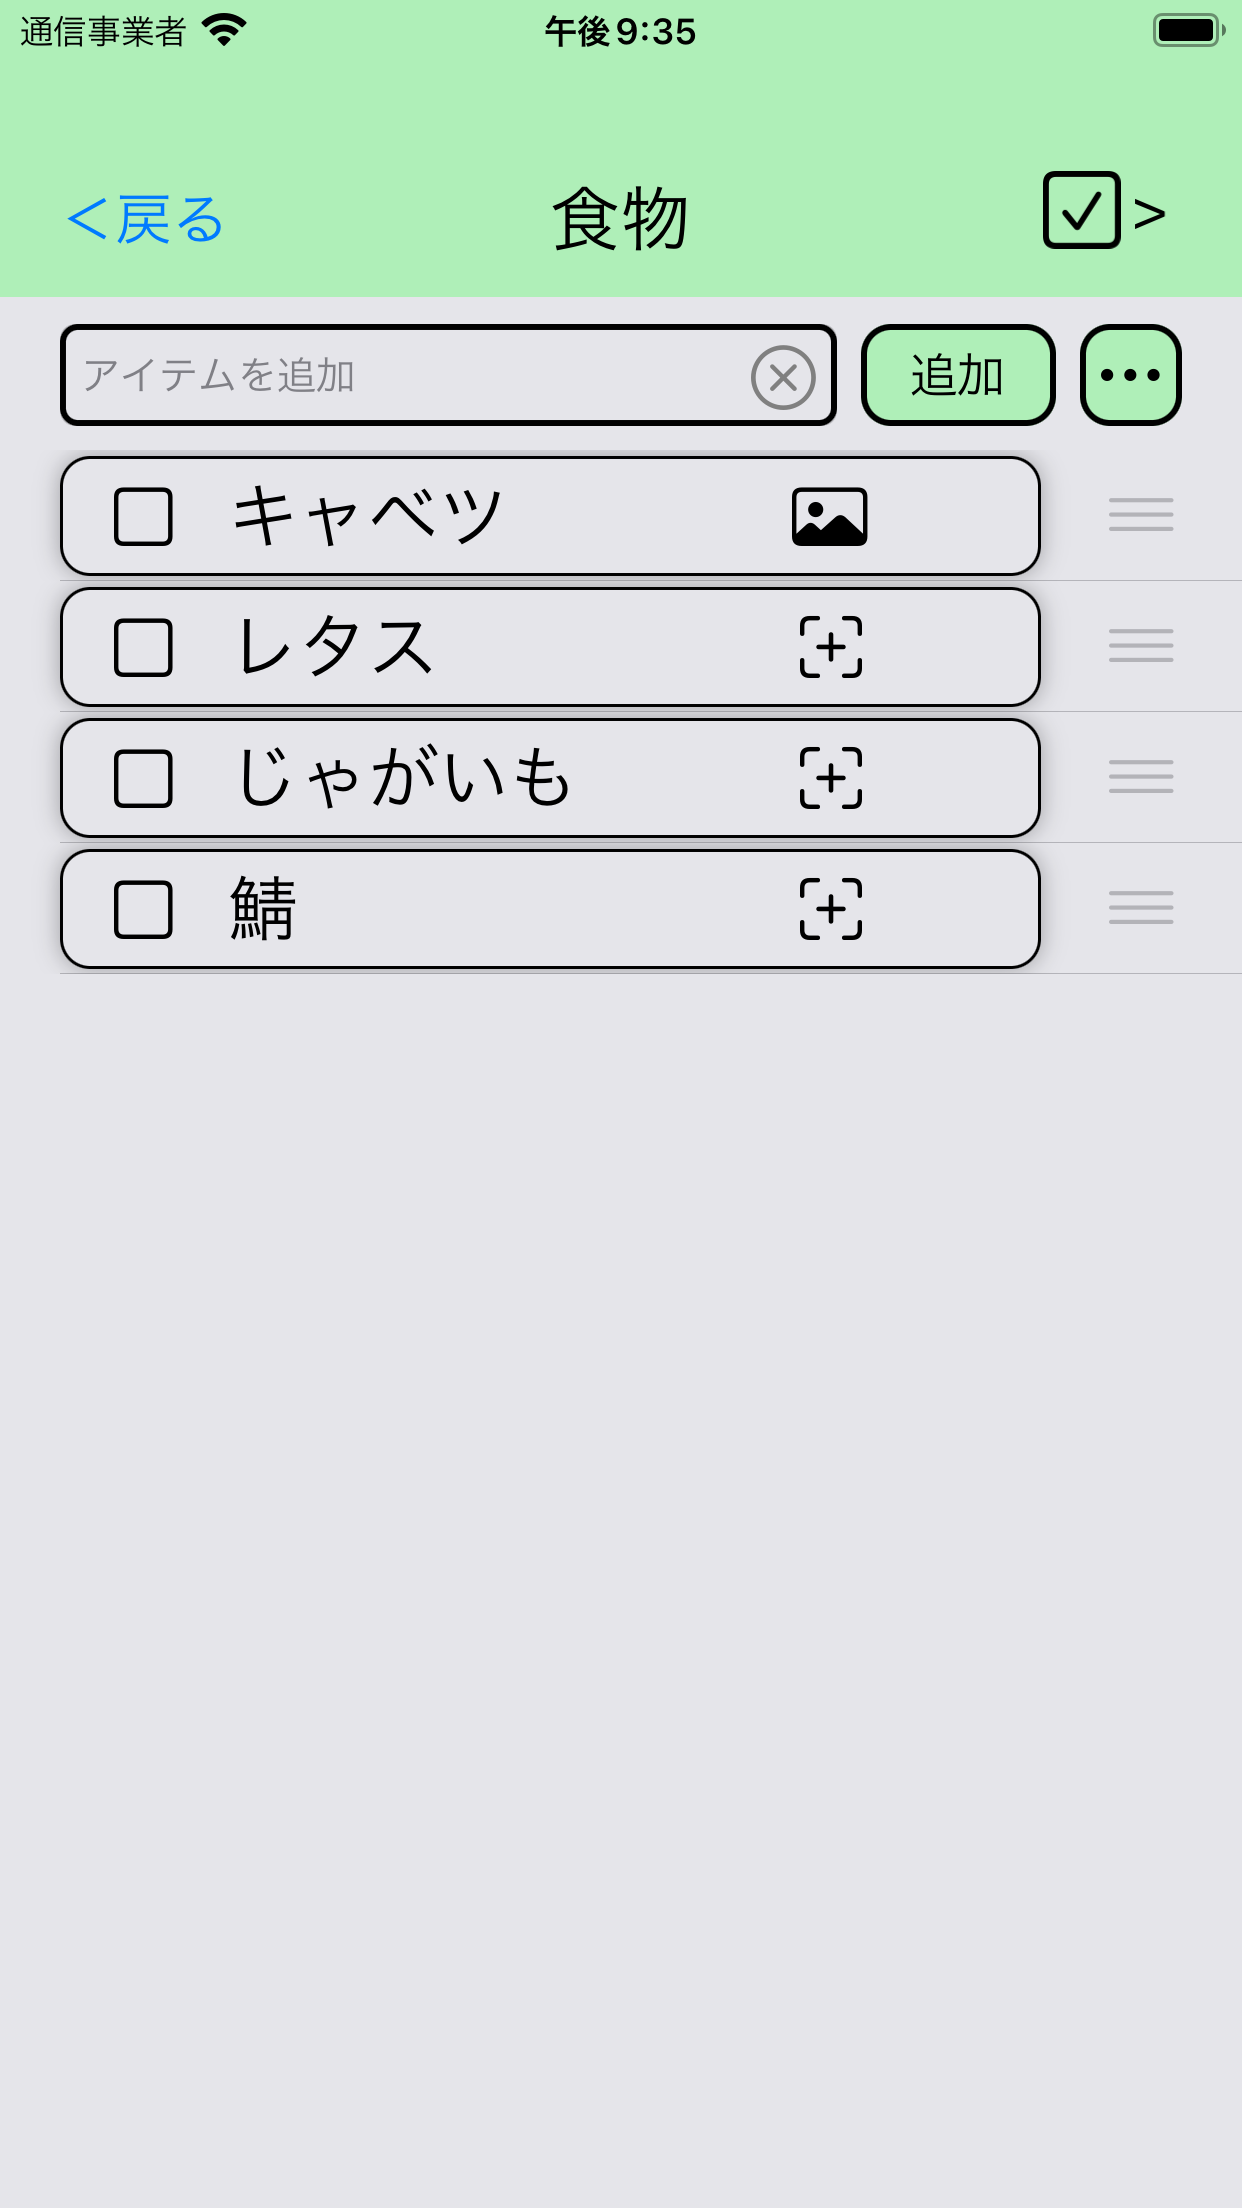 通信事業者 午後9:35
<戻る 食物 >
アイテムを追加 追加 •••
キャベツ
レタス
じゃがいも
鯖